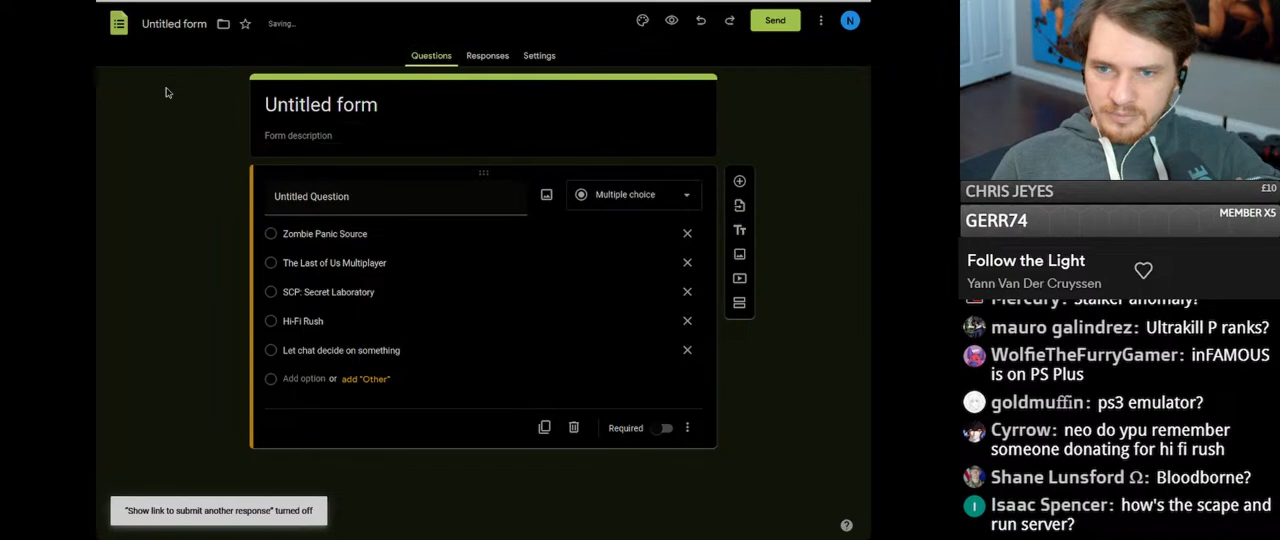 Untitled form
Saving...
Send
N
Questions
Responses
Settings
Untitled form
Form description
Untitled Question
Multiple choice
Zombie Panic Source
The Last of Us Multiplayer
SCP: Secret Laboratory
Hi-Fi Rush
Let chat decide on something
Add option or add "Other"
Required
"Show link to submit another response" turned off
CHRIS JEYES £10
GERR74 MEMBER X5
Follow the Light
Yann Van Der Cruyssen
Mercury: Stalker anomaly?
mauro galindrez: Ultrakill P ranks?
WolfieTheFurryGamer: inFAMOUS
is on PS Plus
goldmuffin: ps3 emulator?
Cyrrow: neo do ypu remember
someone donating for hi fi rush
Shane Lunsford Ω: Bloodborne?
I
Isaac Spencer: how's the scape and
run server?